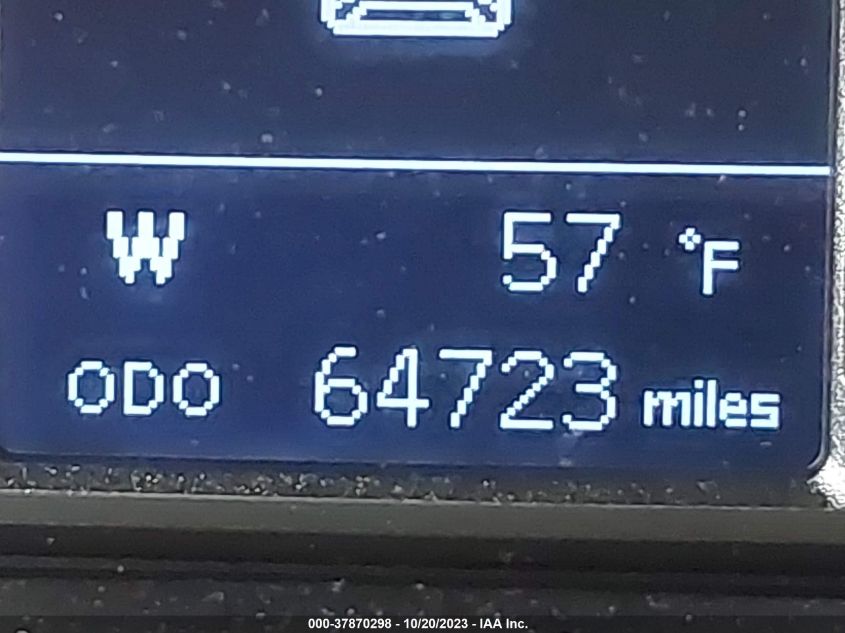 W 57 °F
ODO 64723 miles
000-37870298 - 10/20/2023 - IAA Inc.